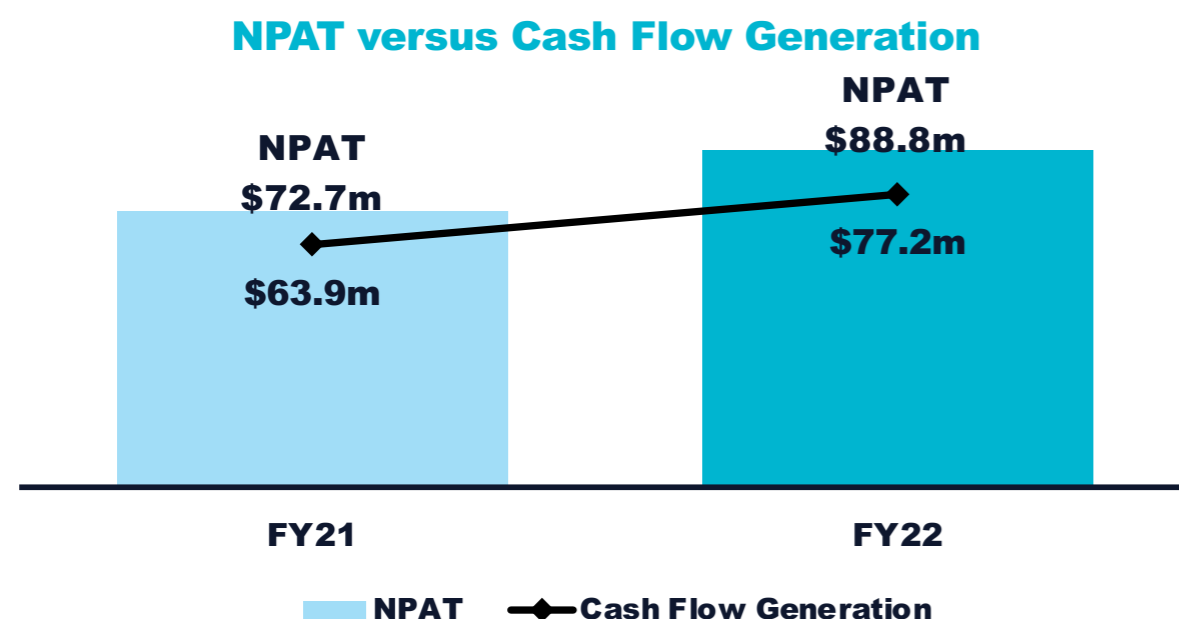 NPAT versus Cash Flow Generation
NPAT
$88.8m
NPAT
$72.7m
$77.2m
$63.9m
FY21
FY22
NPAT
Cash Flow Generation